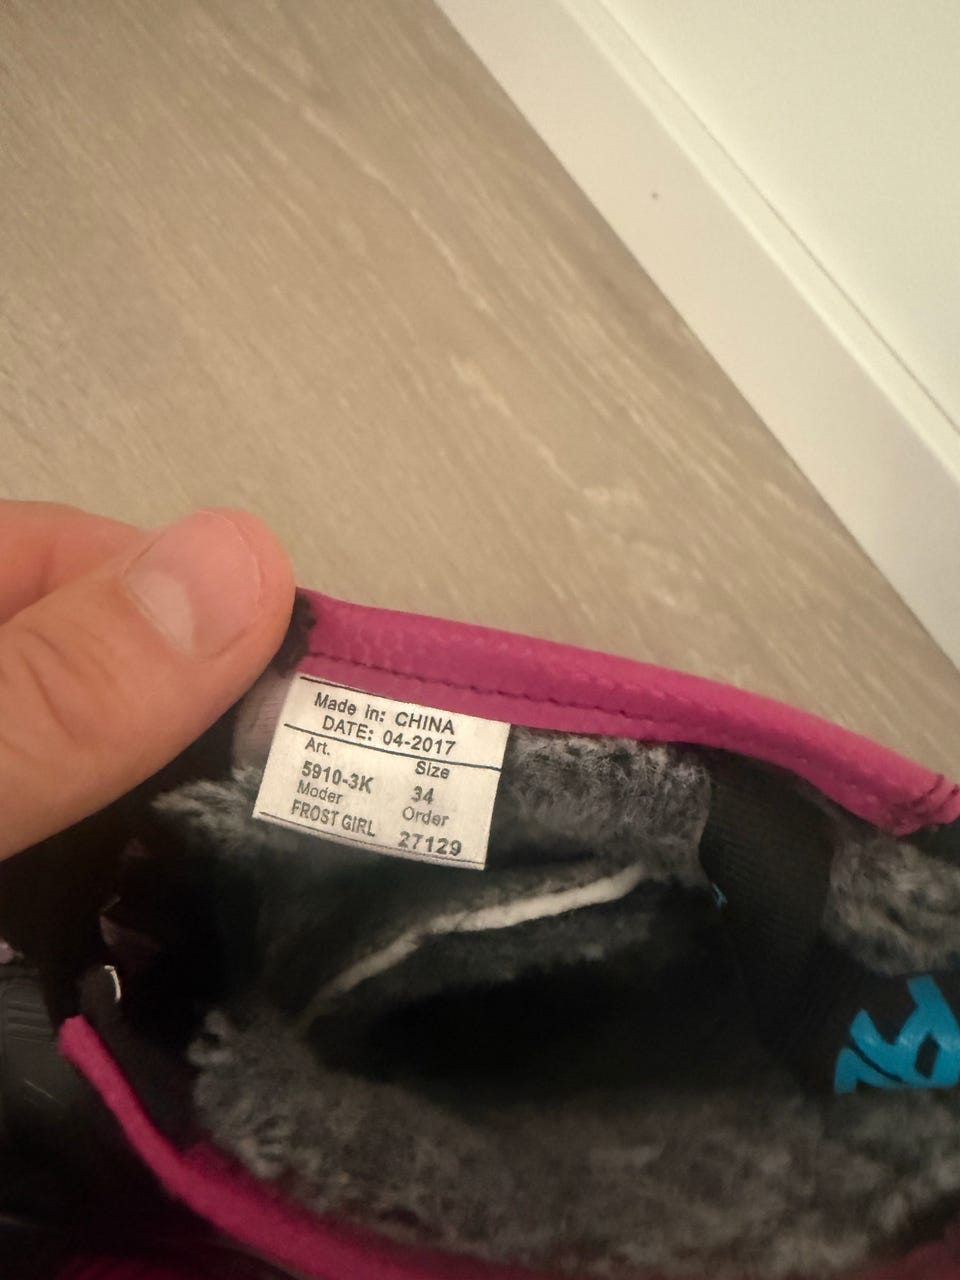 Made in: CHINA
DATE: 04-2017
Art. Size
5910-3K 34
Moder Order
FROST GIRL 27129